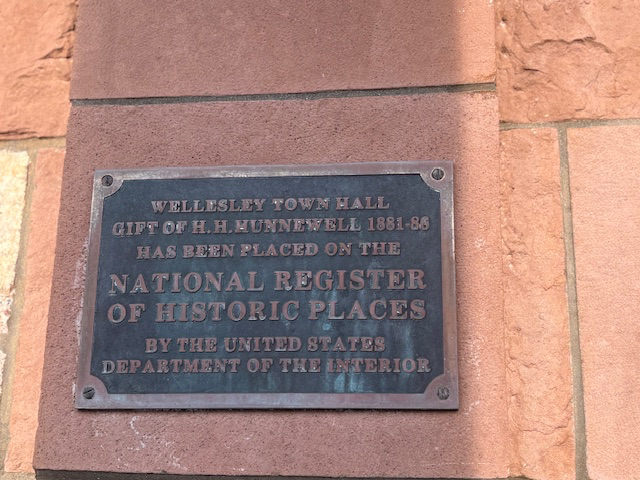 WELLESLEY TOWN HALL
GIFT OF H. H. HUNNEWELL 1881-86
HAS BEEN PLACED ON THE
NATIONAL REGISTER
OF HISTORIC PLACES
BY THE UNITED STATES
DEPARTMENT OF THE INTERIOR